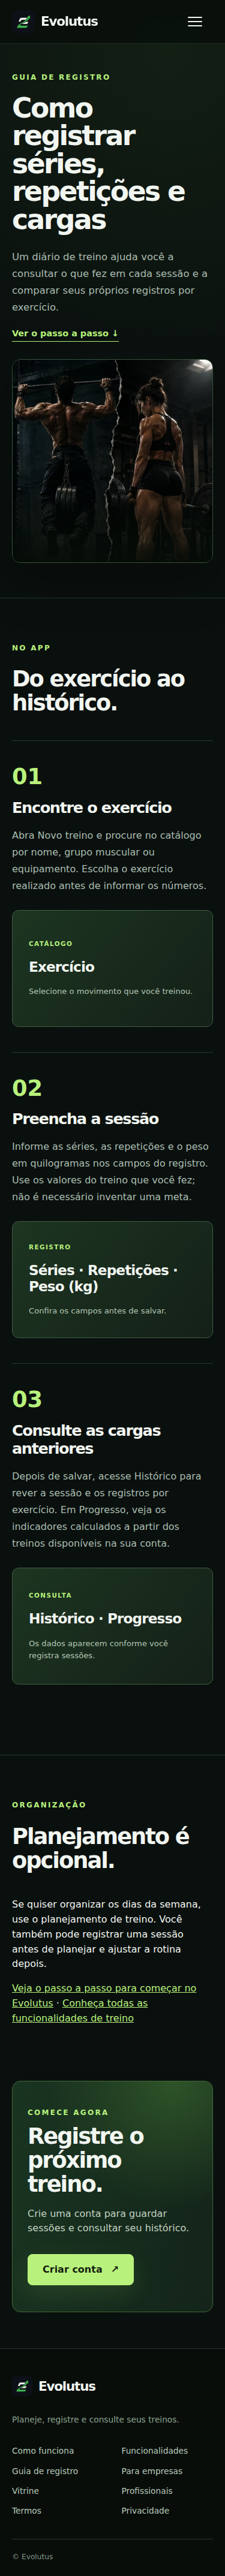 Evolutus
GUIA DE REGISTRO
Como
registrar
séries,
repetições e
cargas
Um diário de treino ajuda você a
consultar o que fez em cada sessão e a
comparar seus próprios registros por
exercício.
Ver o passo a passo ↓
NO APP
Do exercício ao
histórico.
01
Encontre o exercício
Abra Novo treino e procure no catálogo
por nome, grupo muscular ou
equipamento. Escolha o exercício
realizado antes de informar os números.
CATÁLOGO
Exercício
Selecione o movimento que você treinou.
02
Preencha a sessão
Informe as séries, as repetições e o peso
em quilogramas nos campos do registro.
Use os valores do treino que você fez;
não é necessário inventar uma meta.
REGISTRO
Séries · Repetições ·
Peso (kg)
Confira os campos antes de salvar.
03
Consulte as cargas
anteriores
Depois de salvar, acesse Histórico para
rever a sessão e os registros por
exercício. Em Progresso, veja os
indicadores calculados a partir dos
treinos disponíveis na sua conta.
CONSULTA
Histórico · Progresso
Os dados aparecem conforme você
registra sessões.
ORGANIZAÇÃO
Planejamento é
opcional.
Se quiser organizar os dias da semana,
use o planejamento de treino. Você
também pode registrar uma sessão
antes de planejar e ajustar a rotina
depois.
Veja o passo a passo para começar no
Evolutus · Conheça todas as
funcionalidades de treino
COMECE AGORA
Registre o
próximo
treino.
Crie uma conta para guardar
sessões e consultar seu histórico.
Criar conta ↗
Evolutus
Planeje, registre e consulte seus treinos.
Como funciona
Funcionalidades
Guia de registro
Para empresas
Vitrine
Profissionais
Termos
Privacidade
© Evolutus